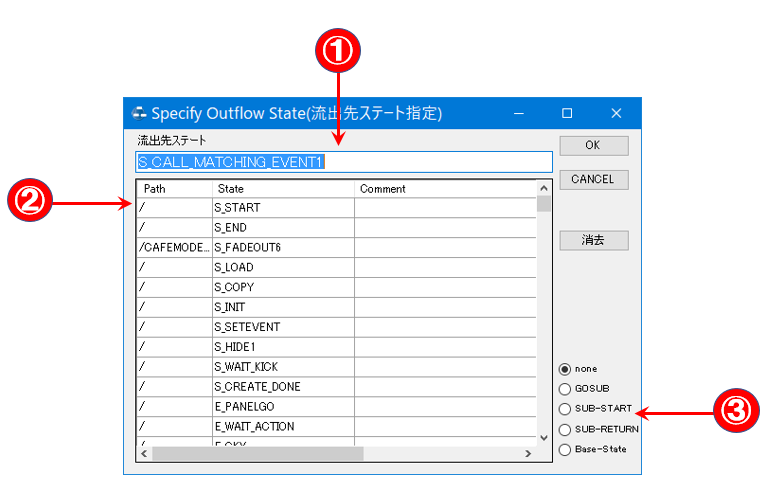 ①
Specify Outflow State(流出先ステート指定)
流出先ステート
OK
S_CALL_MATCHING_EVENT1
CANCEL
②
Path State Comment
/ S_START
/ S_END
/CAFEMODE... S_FADEOUT6
消去
/ S_LOAD
/ S_COPY
/ S_INIT
/ S_SETEVENT
/ S_HIDE1
/ S_WAIT_KICK
/ S_CREATE_DONE
/ E_PANELGO
/ E_WAIT_ACTION
none
GOSUB
SUB-START
③
SUB-RETURN
Base-State